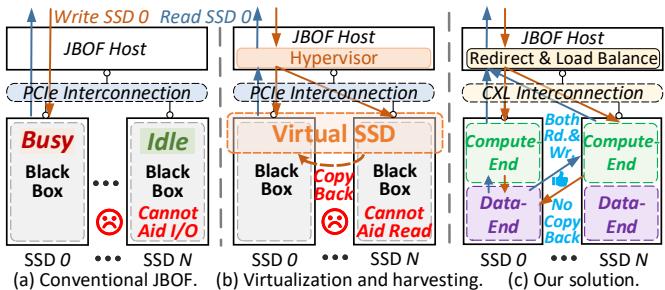 Write SSD 0 Read SSD 0
JBOF Host
PCIe Interconnection
Busy
Idle
Black
Box
Black
Box
Cannot
Aid I/O
SSD 0
SSD N
(a) Conventional JBOF.
JBOF Host
Hypervisor
PCIe Interconnection
Virtual SSD
Black
Box
Black
Box
Copy
Back
Cannot
Aid Read
SSD 0
SSD N
(b) Virtualization and harvesting.
JBOF Host
Redirect & Load Balance
CXL Interconnection
Both
Rd.&
Wr.
Compute-
End
Compute-
End
Data-
End
No
Copy
Back
Data-
End
SSD 0
SSD N
(c) Our solution.